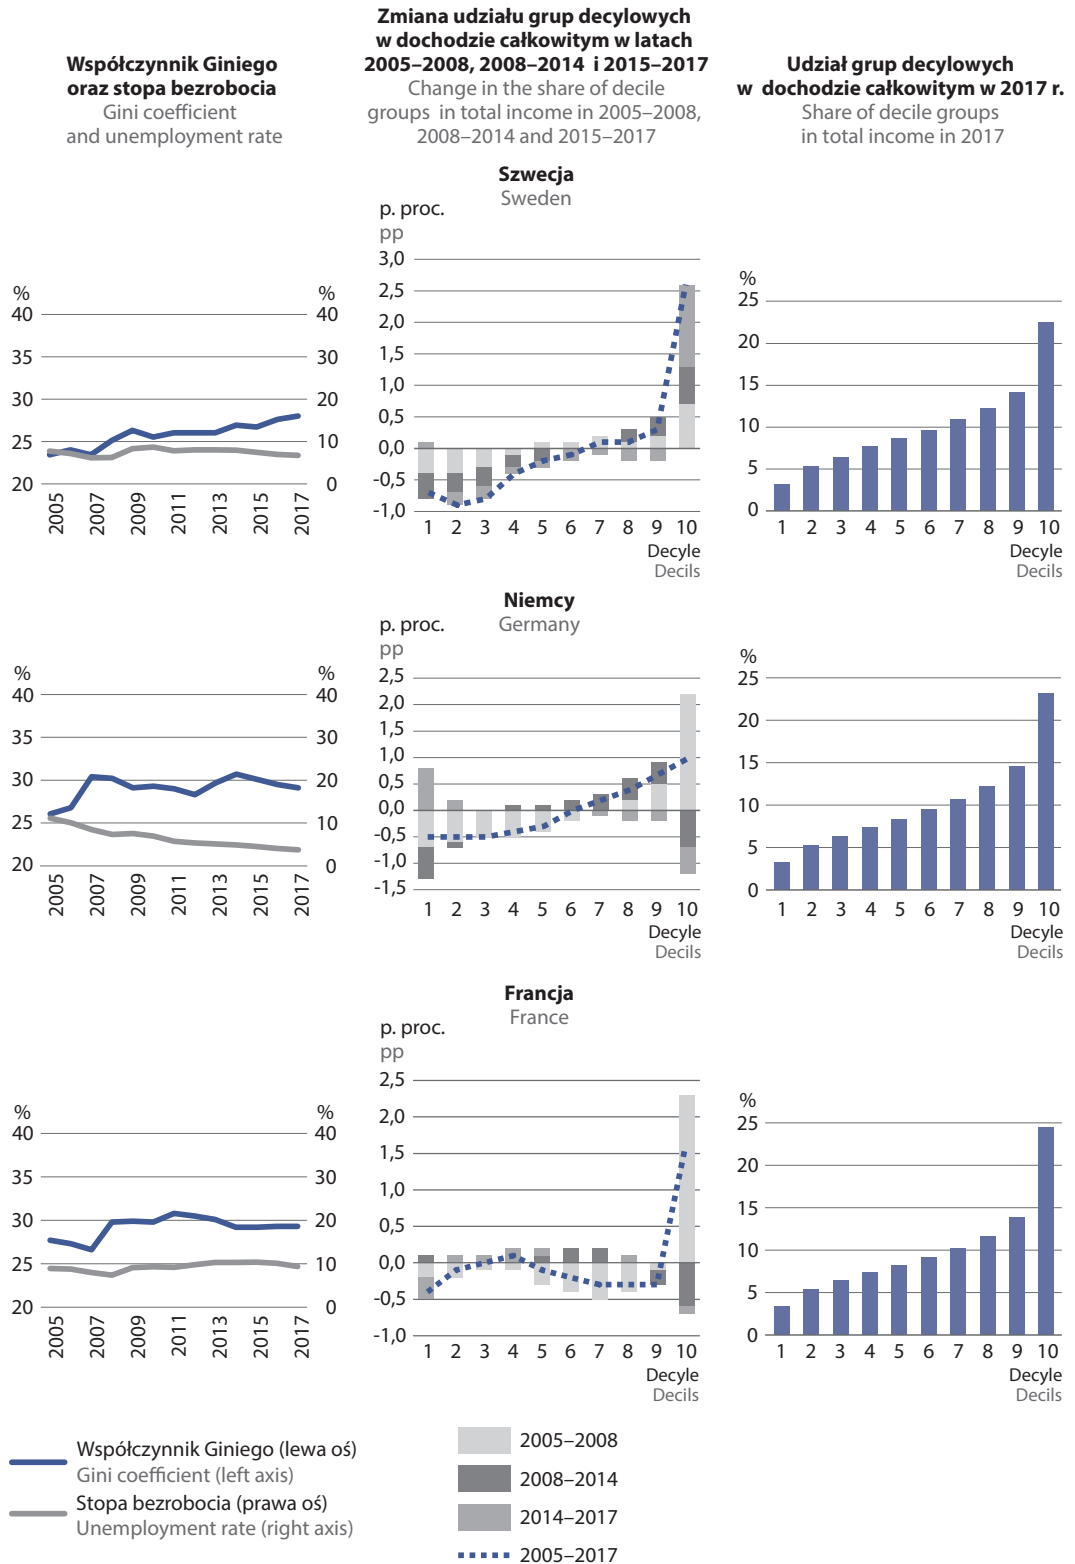 Współczynnik Giniego
oraz stopa bezrobocia
Gini coefficient
and unemployment rate
Zmiana udziału grup decylowych
w dochodzie całkowitym w latach
2005–2008, 2008–2014 i 2015–2017
Change in the share of decile
groups in total income in 2005–2008,
2008–2014 and 2015–2017
Udział grup decylowych
w dochodzie całkowitym w 2017 r.
Share of decile groups
in total income in 2017
Szwecja
Sweden
% %
40 40
35 30
30 20
25 10
20 0
2005 2007 2009 2011 2013 2015 2017
p. proc.
pp
3,0
2,5
2,0
1,5
1,0
0,5
0,0
-0,5
-1,0
1 2 3 4 5 6 7 8 9 10
Decyle
Decils
%
25
20
15
10
5
0
1 2 3 4 5 6 7 8 9 10
Decyle
Decils
Niemcy
Germany
% %
40 40
35 30
30 20
25 10
20 0
2005 2007 2009 2011 2013 2015 2017
p. proc.
pp
2,5
2,0
1,5
1,0
0,5
0,0
-0,5
-1,0
-1,5
1 2 3 4 5 6 7 8 9 10
Decyle
Decils
%
25
20
15
10
5
0
1 2 3 4 5 6 7 8 9 10
Decyle
Decils
Francja
France
% %
40 40
35 30
30 20
25 10
20 0
2005 2007 2009 2011 2013 2015 2017
p. proc.
pp
2,5
2,0
1,5
1,0
0,5
0,0
-0,5
-1,0
1 2 3 4 5 6 7 8 9 10
Decyle
Decils
%
25
20
15
10
5
0
1 2 3 4 5 6 7 8 9 10
Decyle
Decils
Współczynnik Giniego (lewa oś)
Gini coefficient (left axis)
Stopa bezrobocia (prawa oś)
Unemployment rate (right axis)
2005–2008
2008–2014
2014–2017
2005–2017